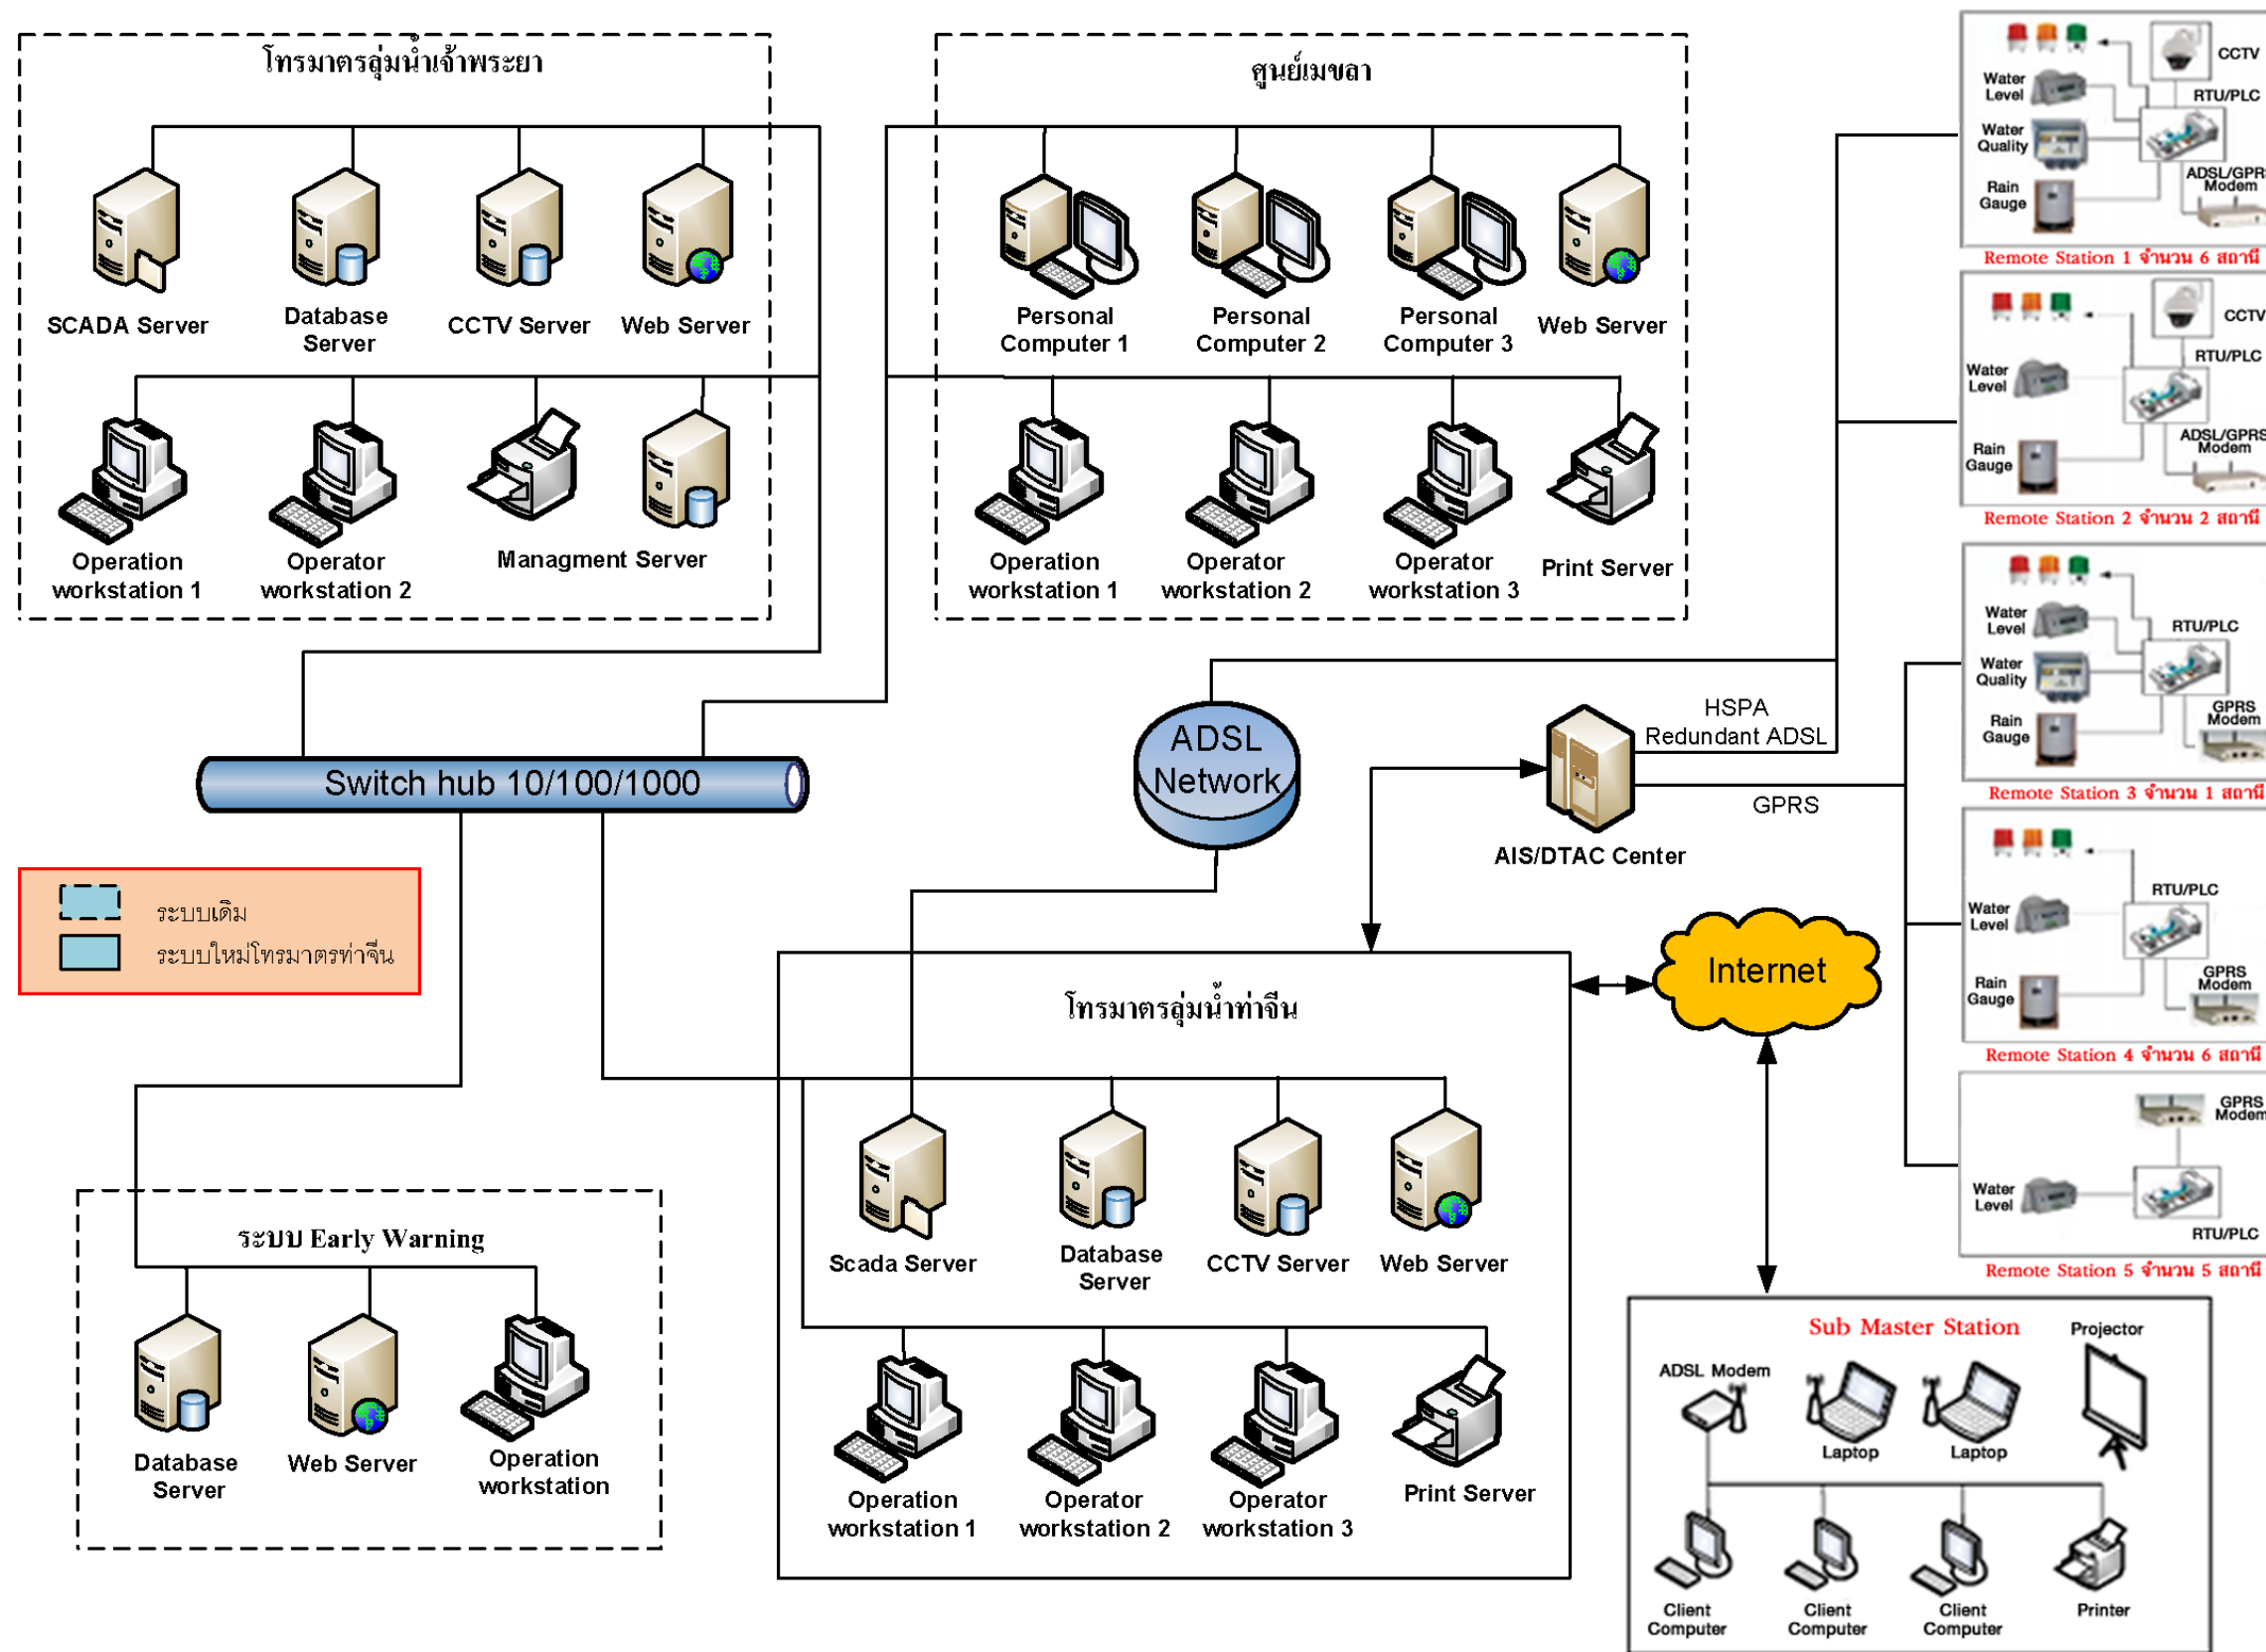 โทรมาตรลุ่มน้ำเจ้าพระยา
SCADA Server
Database
Server
CCTV Server
Web Server
Operation
workstation 1
Operator
workstation 2
Managment Server
ศูนย์เมขลา
Personal
Computer 1
Personal
Computer 2
Personal
Computer 3
Web Server
Operation
workstation 1
Operator
workstation 2
Operator
workstation 3
Print Server
Switch hub 10/100/1000
ADSL
Network
HSPA
Redundant ADSL
GPRS
AIS/DTAC Center
Internet
ระบบเดิม
ระบบใหม่โทรมาตรท่าจีน
ระบบ Early Warning
Database
Server
Web Server
Operation
workstation
โทรมาตรลุ่มน้ำท่าจีน
Scada Server
Database
Server
CCTV Server
Web Server
Operation
workstation 1
Operator
workstation 2
Operator
workstation 3
Print Server
CCTV
Water
Level
RTU/PLC
Water
Quality
ADSL/GPRS
Modem
Rain
Gauge
Remote Station 1 จำนวน 6 สถานี
CCTV
RTU/PLC
Water
Level
ADSL/GPRS
Modem
Rain
Gauge
Remote Station 2 จำนวน 2 สถานี
Water
Level
RTU/PLC
Water
Quality
GPRS
Modem
Rain
Gauge
Remote Station 3 จำนวน 1 สถานี
RTU/PLC
Water
Level
GPRS
Modem
Rain
Gauge
Remote Station 4 จำนวน 6 สถานี
GPRS
Modem
Water
Level
RTU/PLC
Remote Station 5 จำนวน 5 สถานี
Sub Master Station
Projector
ADSL Modem
Laptop
Laptop
Client
Computer
Client
Computer
Client
Computer
Printer